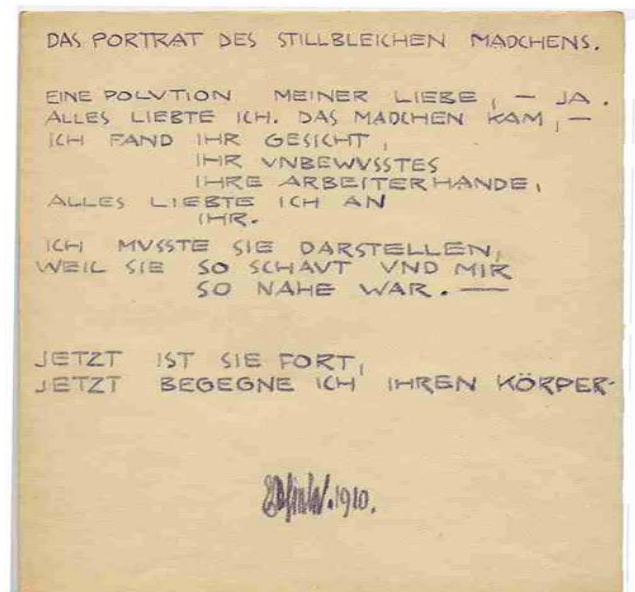 DAS PORTRAT DES STILLBLEICHEN MADCHENS.
EINE POLVTION MEINER LIEBE, — JA.
ALLES LIEBTE ICH. DAS MADCHEN KAM, —
ICH FAND IHR GESICHT,
IHR VNBEWVSSTES
IHRE ARBEITERHANDE,
ALLES LIEBTE ICH AN
IHR.
ICH MVSSTE SIE DARSTELLEN,
WEIL SIE SO SCHAVT VND MIR
SO NAHE WAR. —
JETZT IST SIE FORT,
JETZT BEGEGNE ICH IHREN KÖRPER-
1910.